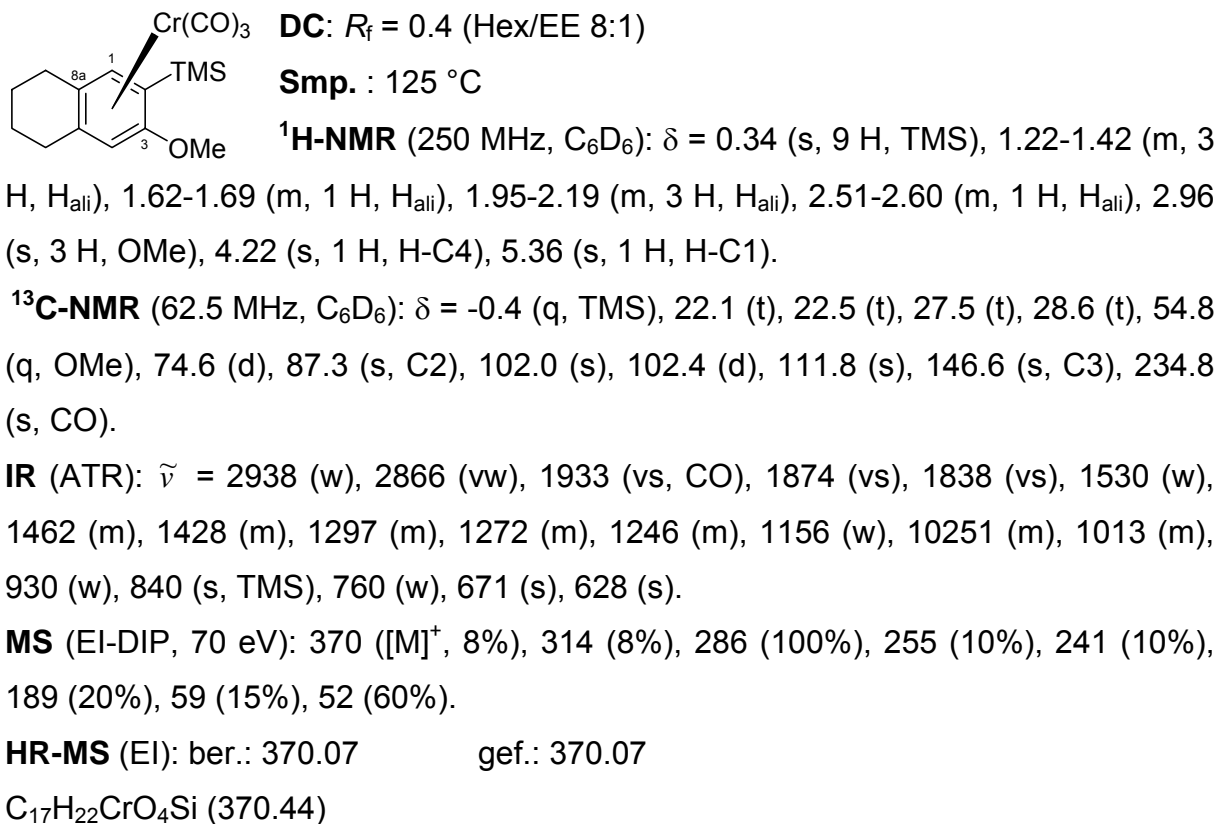 Cr(CO)3 DC: Rf = 0.4 (Hex/EE 8:1)
1
8a
TMS
Smp. : 125 °C
3
OMe
1H-NMR (250 MHz, C6D6): δ = 0.34 (s, 9 H, TMS), 1.22-1.42 (m, 3
H, Hali), 1.62-1.69 (m, 1 H, Hali), 1.95-2.19 (m, 3 H, Hali), 2.51-2.60 (m, 1 H, Hali), 2.96
(s, 3 H, OMe), 4.22 (s, 1 H, H-C4), 5.36 (s, 1 H, H-C1).
13C-NMR (62.5 MHz, C6D6): δ = -0.4 (q, TMS), 22.1 (t), 22.5 (t), 27.5 (t), 28.6 (t), 54.8
(q, OMe), 74.6 (d), 87.3 (s, C2), 102.0 (s), 102.4 (d), 111.8 (s), 146.6 (s, C3), 234.8
(s, CO).
IR (ATR): ν̃ = 2938 (w), 2866 (vw), 1933 (vs, CO), 1874 (vs), 1838 (vs), 1530 (w),
1462 (m), 1428 (m), 1297 (m), 1272 (m), 1246 (m), 1156 (w), 10251 (m), 1013 (m),
930 (w), 840 (s, TMS), 760 (w), 671 (s), 628 (s).
MS (EI-DIP, 70 eV): 370 ([M]+, 8%), 314 (8%), 286 (100%), 255 (10%), 241 (10%),
189 (20%), 59 (15%), 52 (60%).
HR-MS (EI): ber.: 370.07 gef.: 370.07
C17H22CrO4Si (370.44)